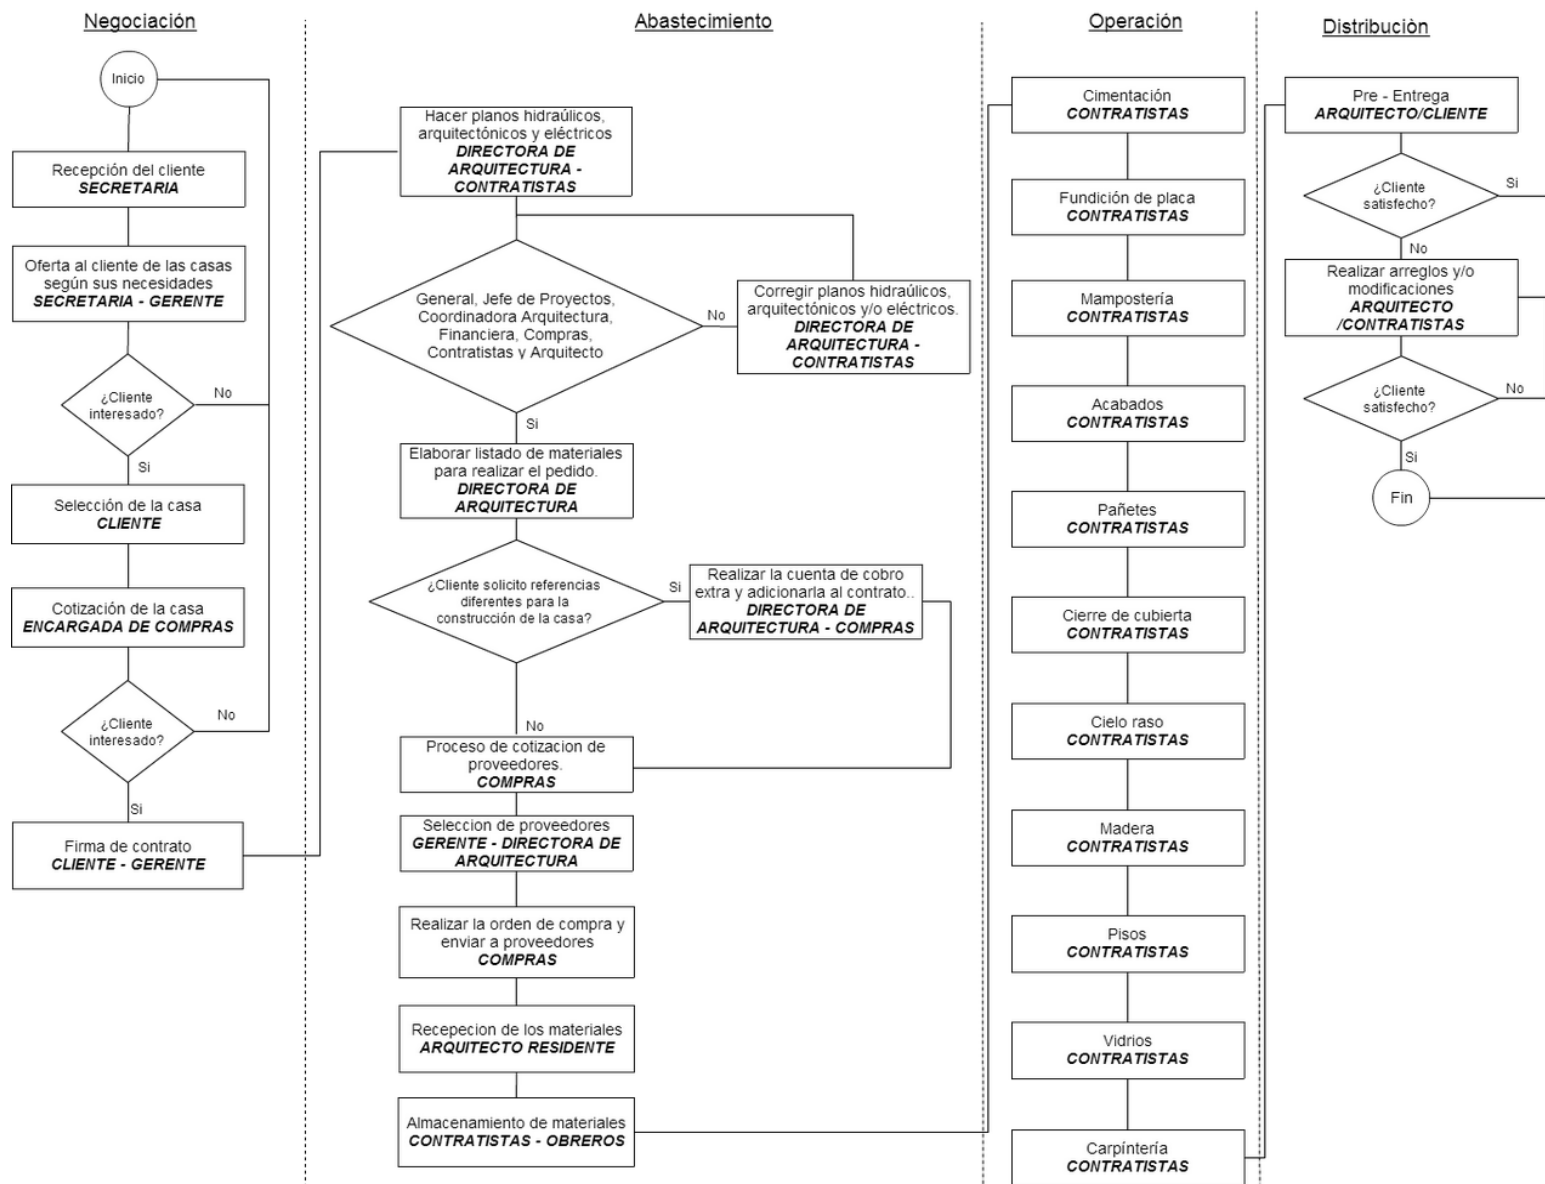 Negociación
Inicio
Recepción del cliente
SECRETARIA
Oferta al cliente de las casas
según sus necesidades
SECRETARIA - GERENTE
¿Cliente
interesado?
No
Si
Selección de la casa
CLIENTE
Cotización de la casa
ENCARGADA DE COMPRAS
¿Cliente
interesado?
No
Si
Firma de contrato
CLIENTE - GERENTE
Abastecimiento
Hacer planos hidraúlicos,
arquitectónicos y eléctricos
DIRECTORA DE
ARQUITECTURA -
CONTRATISTAS
General, Jefe de Proyectos,
Coordinadora Arquitectura,
Financiera, Compras,
Contratistas y Arquitecto
No
Corregir planos hidraúlicos,
arquitectónicos y/o eléctricos.
DIRECTORA DE
ARQUITECTURA -
CONTRATISTAS
Si
Elaborar listado de materiales
para realizar el pedido.
DIRECTORA DE
ARQUITECTURA
¿Cliente solicito referencias
diferentes para la
construcción de la casa?
Si
Realizar la cuenta de cobro
extra y adicionarla al contrato..
DIRECTORA DE
ARQUITECTURA - COMPRAS
No
Proceso de cotizacion de
proveedores.
COMPRAS
Seleccion de proveedores
GERENTE - DIRECTORA DE
ARQUITECTURA
Realizar la orden de compra y
enviar a proveedores
COMPRAS
Recepecion de los materiales
ARQUITECTO RESIDENTE
Almacenamiento de materiales
CONTRATISTAS - OBREROS
Operación
Cimentación
CONTRATISTAS
Fundición de placa
CONTRATISTAS
Mampostería
CONTRATISTAS
Acabados
CONTRATISTAS
Pañetes
CONTRATISTAS
Cierre de cubierta
CONTRATISTAS
Cielo raso
CONTRATISTAS
Madera
CONTRATISTAS
Pisos
CONTRATISTAS
Vidrios
CONTRATISTAS
Carpíntería
CONTRATISTAS
Distribuciòn
Pre - Entrega
ARQUITECTO/CLIENTE
¿Cliente
satisfecho?
Si
No
Realizar arreglos y/o
modificaciones
ARQUITECTO
/CONTRATISTAS
¿Cliente
satisfecho?
No
Si
Fin